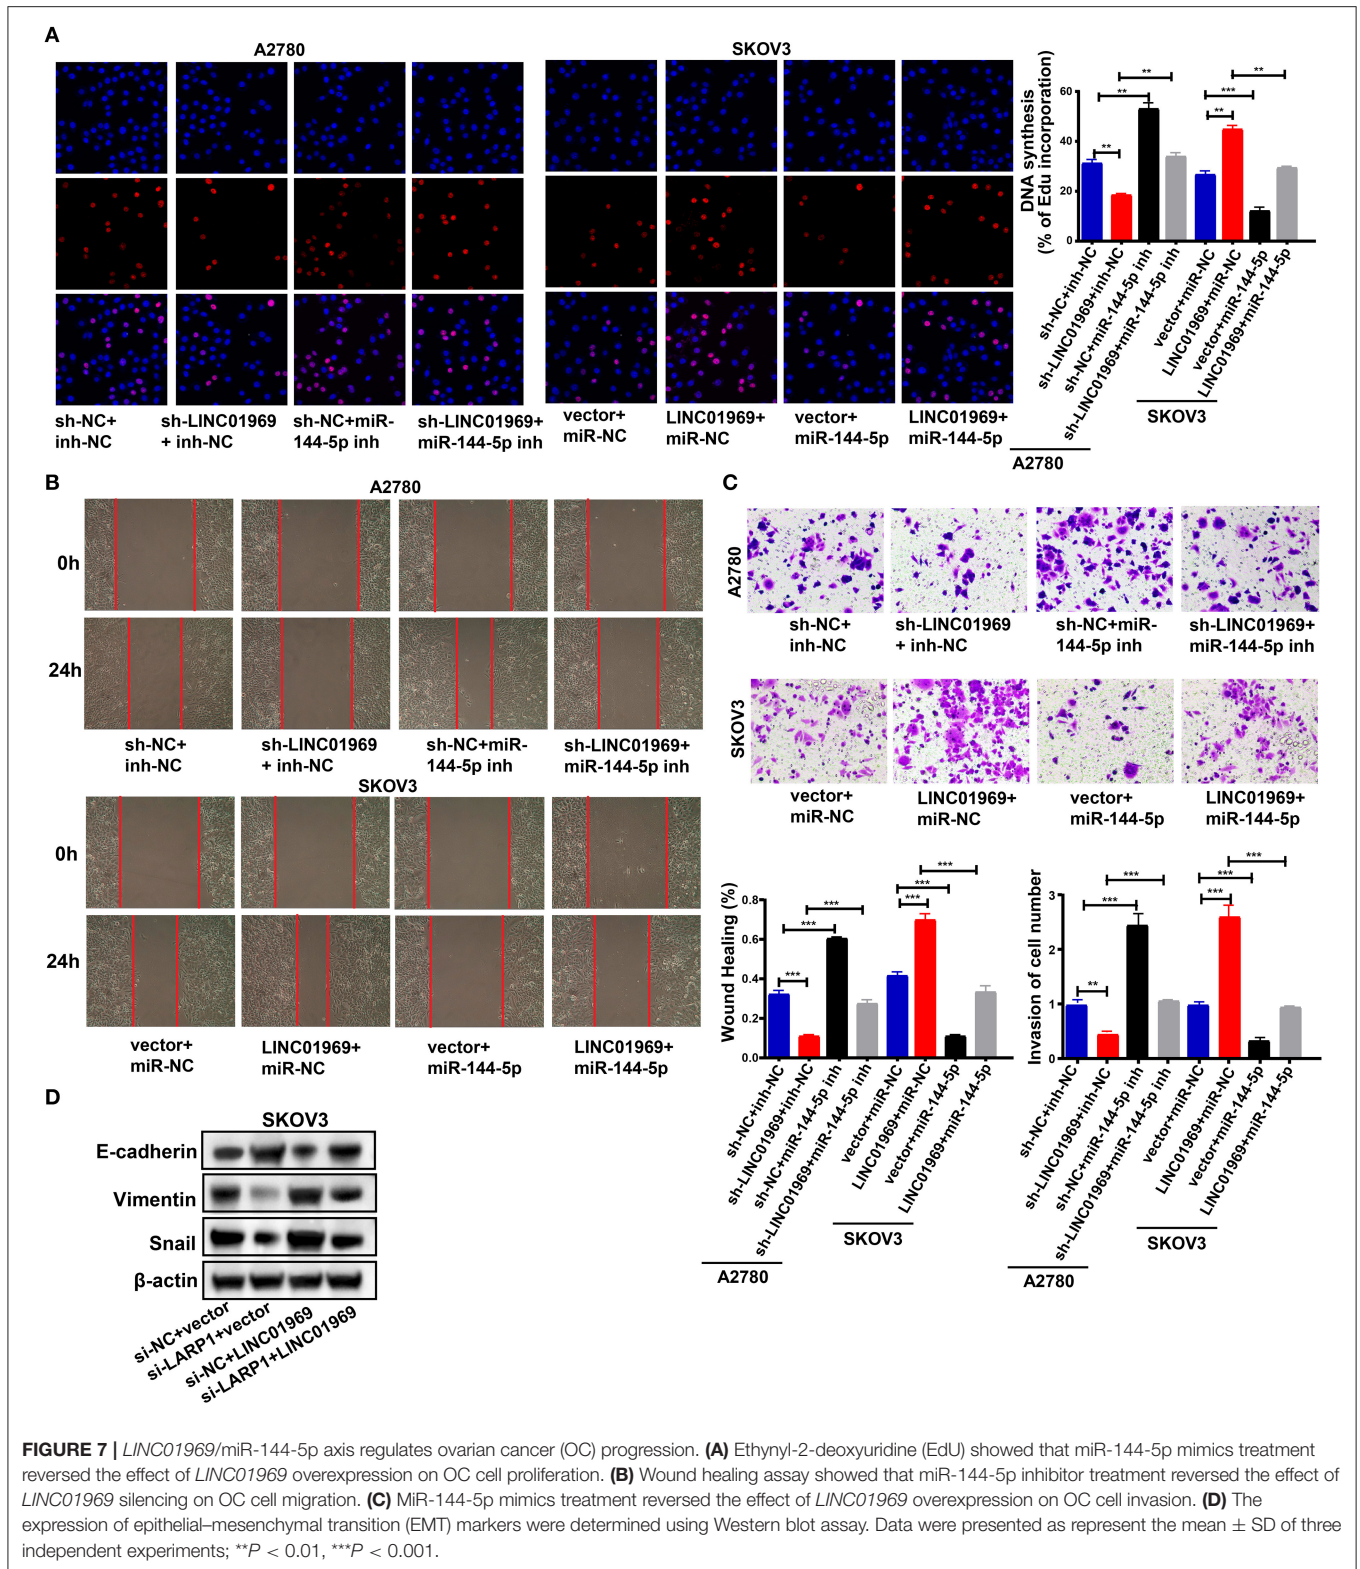 A
A2780
SKOV3
sh-NC+
inh-NC
sh-LINC01969
+ inh-NC
sh-NC+miR-
144-5p inh
sh-LINC01969+
miR-144-5p inh
vector+
miR-NC
LINC01969+
miR-NC
vector+
miR-144-5p
LINC01969+
miR-144-5p
DNA synthesis
(% of Edu incorporation)
60
40
20
0
**
**
**
**
***
**
sh-NC+inh-NC
sh-LINC01969+inh-NC
sh-NC+miR-144-5p inh
sh-LINC01969+miR-144-5p inh
vector+miR-NC
LINC01969+miR-NC
vector+miR-144-5p
LINC01969+miR-144-5p
A2780
SKOV3
B
A2780
0h
24h
sh-NC+
inh-NC
sh-LINC01969
+ inh-NC
sh-NC+miR-
144-5p inh
sh-LINC01969+
miR-144-5p inh
SKOV3
0h
24h
vector+
miR-NC
LINC01969+
miR-NC
vector+
miR-144-5p
LINC01969+
miR-144-5p
C
A2780
sh-NC+
inh-NC
sh-LINC01969
+ inh-NC
sh-NC+miR-
144-5p inh
sh-LINC01969+
miR-144-5p inh
SKOV3
vector+
miR-NC
LINC01969+
miR-NC
vector+
miR-144-5p
LINC01969+
miR-144-5p
Wound Healing (%)
0.8
0.6
0.4
0.2
0.0
***
***
***
***
***
***
sh-NC+inh-NC
sh-LINC01969+inh-NC
sh-NC+miR-144-5p inh
sh-LINC01969+miR-144-5p inh
vector+miR-NC
LINC01969+miR-NC
vector+miR-144-5p
LINC01969+miR-144-5p
A2780
SKOV3
Invasion of cell number
3
2
1
0
**
***
***
***
***
***
sh-NC+inh-NC
sh-LINC01969+inh-NC
sh-NC+miR-144-5p inh
sh-LINC01969+miR-144-5p inh
vector+miR-NC
LINC01969+miR-NC
vector+miR-144-5p
LINC01969+miR-144-5p
A2780
SKOV3
D
SKOV3
E-cadherin
Vimentin
Snail
β-actin
si-NC+vector
si-LARP1+vector
si-NC+LINC01969
si-LARP1+LINC01969
FIGURE 7 | LINC01969/miR-144-5p axis regulates ovarian cancer (OC) progression. (A) Ethynyl-2-deoxyuridine (EdU) showed that miR-144-5p mimics treatment
reversed the effect of LINC01969 overexpression on OC cell proliferation. (B) Wound healing assay showed that miR-144-5p inhibitor treatment reversed the effect of
LINC01969 silencing on OC cell migration. (C) MiR-144-5p mimics treatment reversed the effect of LINC01969 overexpression on OC cell invasion. (D) The
expression of epithelial–mesenchymal transition (EMT) markers were determined using Western blot assay. Data were presented as represent the mean ± SD of three
independent experiments; **P < 0.01, ***P < 0.001.